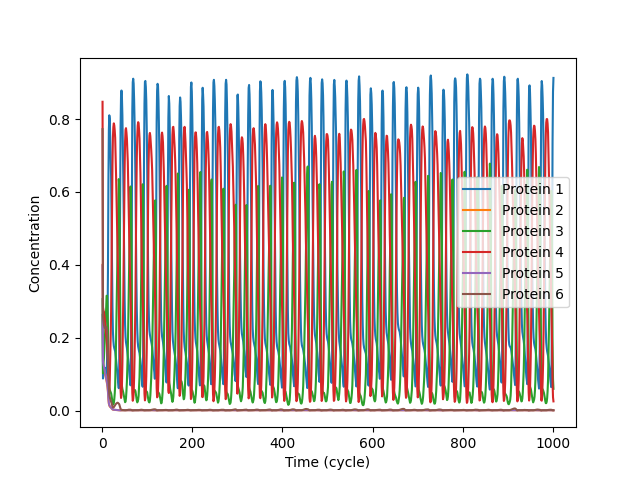 0.8
0.6
0.4
0.2
0.0
Concentration
0
200
400
600
800
1000
Time (cycle)
Protein 1
Protein 2
Protein 3
Protein 4
Protein 5
Protein 6